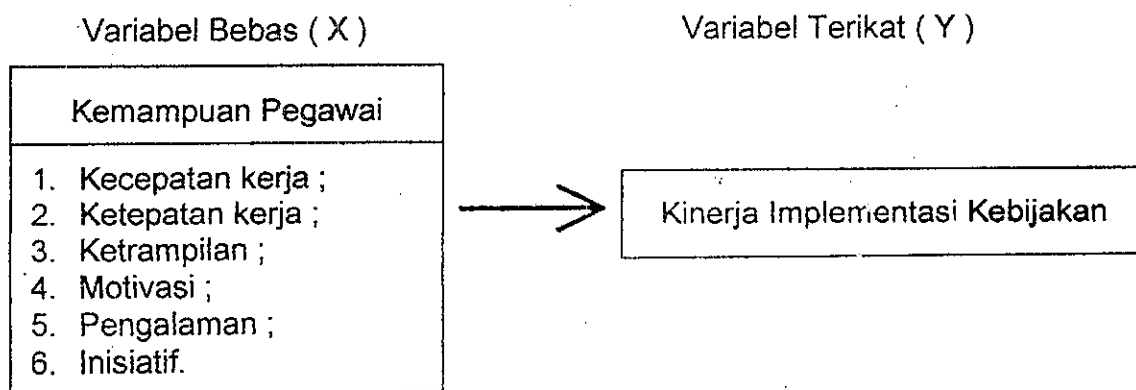 Variabel Bebas ( X )
Variabel Terikat ( Y )
Kemampuan Pegawai
1. Kecepatan kerja ;
2. Ketepatan kerja ;
3. Ketrampilan ;
4. Motivasi ;
5. Pengalaman ;
6. Inisiatif.
Kinerja Implementasi Kebijakan